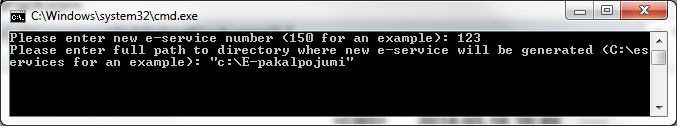 C:\Windows\system32\cmd.exe
Please enter new e-service number (150 for an example): 123
Please enter full path to directory where new e-service will be generated (C:\es
ervices for an example): "c:\E-pakalpojumi"